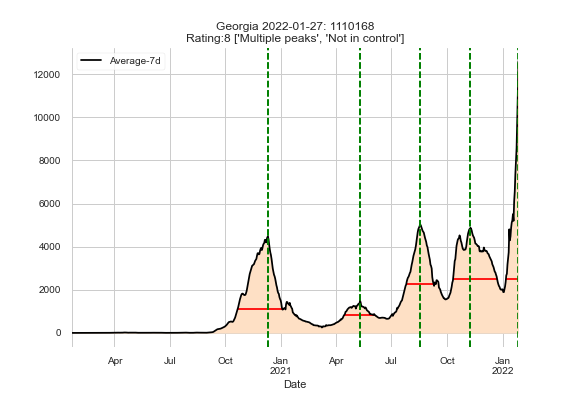 Georgia 2022-01-27: 1110168
Rating:8 ['Multiple peaks', 'Not in control']
Average-7d
12000
10000
8000
6000
4000
2000
0
Apr Jul Oct Jan Apr Jul Oct Jan
2021 2022
Date